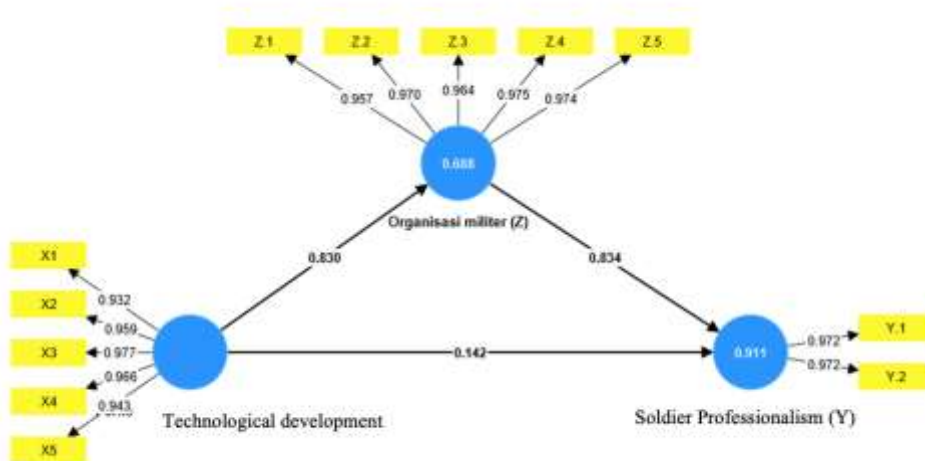 Z.1 Z.2 Z.3 Z.4 Z.5
0.957 0.970 0.964 0.975 0.974
0.688
Organisasi militer (Z)
0.830 0.834
X1
X2
X3
X4
X5
0.932
0.959
0.977
0.966
0.943
0.142
0.911
0.972
0.972
Y.1
Y.2
Technological development
Soldier Professionalism (Y)